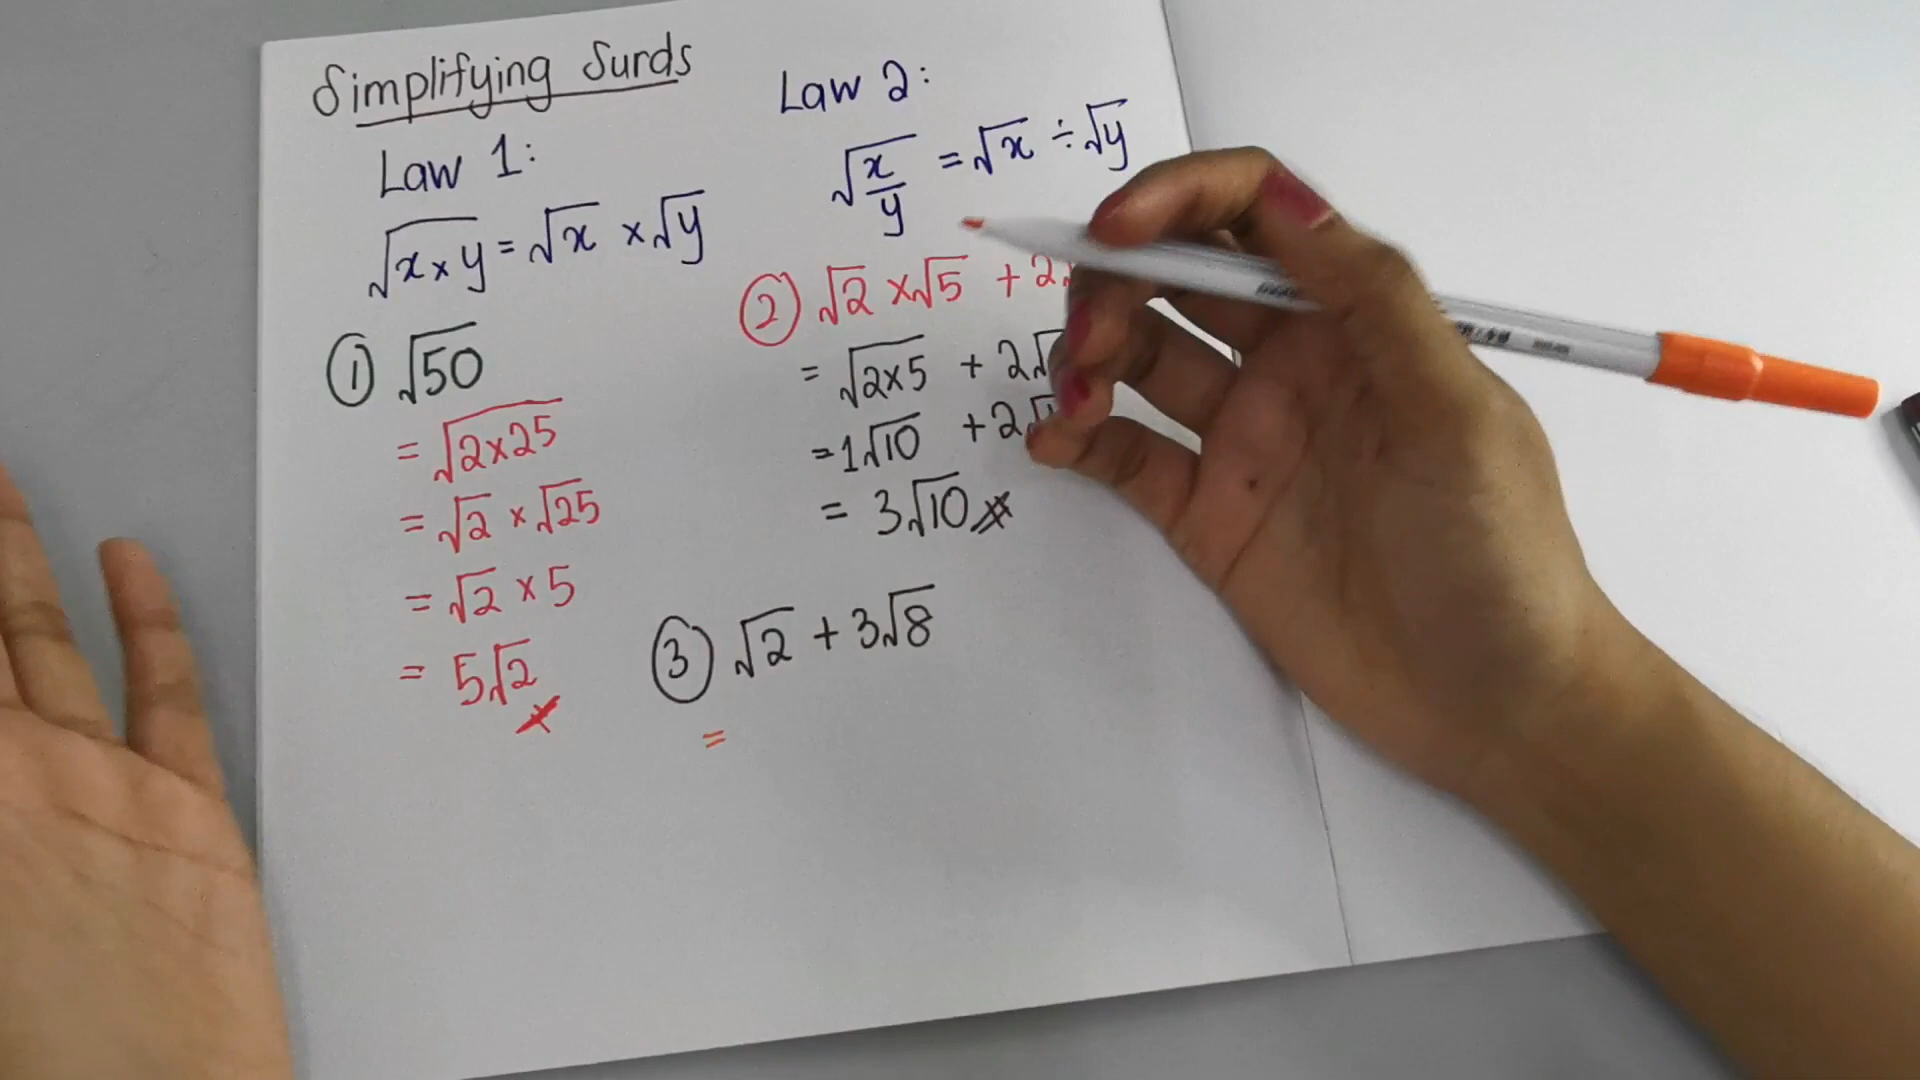 Simplifying Surds
Law 1:
√(x×y) = √x × √y
① √50
= √(2×25)
= √2 × √25
= √2 × 5
= 5√2
Law 2:
√(x/y) = √x ÷ √y
② √2 × √5 + 2√
= √(2×5) + 2√
= 1√10 + 2√
= 3√10
③ √2 + 3√8
=